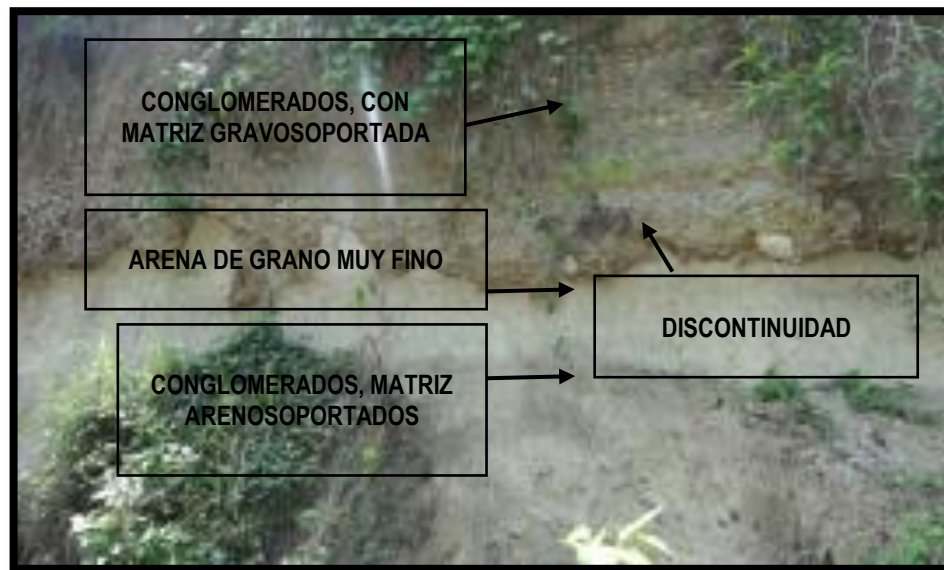 CONGLOMERADOS, CON
MATRIZ GRAVOSOPORTADA
ARENA DE GRANO MUY FINO
DISCONTINUIDAD
CONGLOMERADOS, MATRIZ
ARENOSOPORTADOS